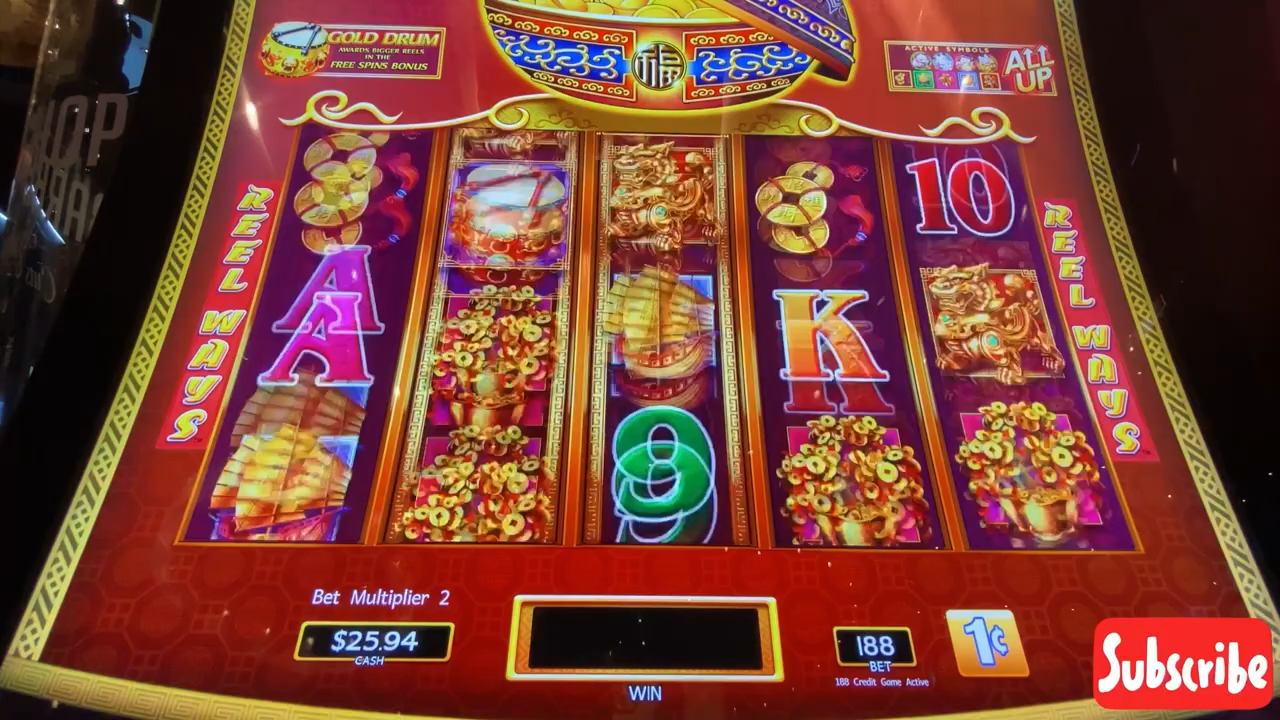 GOLD DRUM
AWARDS BIGGER REELS
IN THE
FREE SPINS BONUS
福
ACTIVE SYMBOLS
ALL
UP
REEL WAYS
10
A
A
K
9
REEL WAYS
Bet Multiplier 2
$25.94
CASH
WIN
188
BET
188 Credit Game Active
1¢
Subscribe